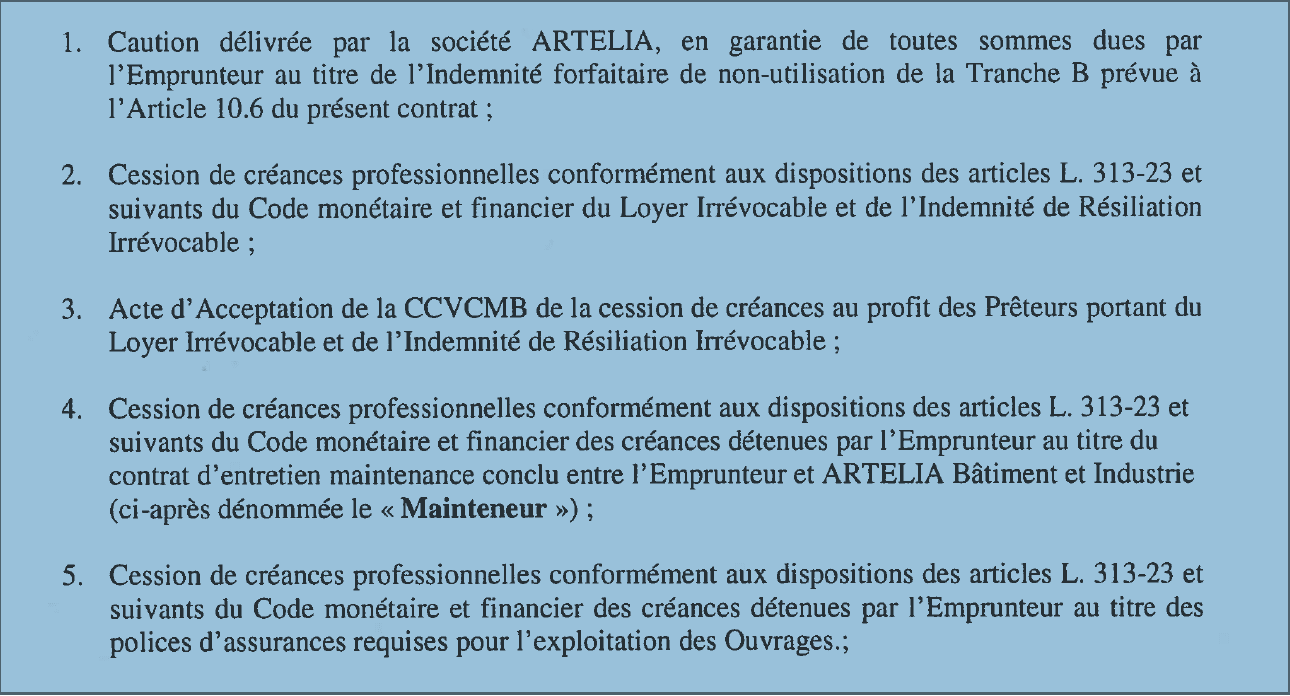 1. Caution délivrée par la société ARTELIA, en garantie de toutes sommes dues par
l'Emprunteur au titre de l'Indemnité forfaitaire de non-utilisation de la Tranche B prévue à
l'Article 10.6 du présent contrat ;
2. Cession de créances professionnelles conformément aux dispositions des articles L. 313-23 et
suivants du Code monétaire et financier du Loyer Irrévocable et de l'Indemnité de Résiliation
Irrévocable ;
3. Acte d'Acceptation de la CCVCMB de la cession de créances au profit des Prêteurs portant du
Loyer Irrévocable et de l'Indemnité de Résiliation Irrévocable ;
4. Cession de créances professionnelles conformément aux dispositions des articles L. 313-23 et
suivants du Code monétaire et financier des créances détenues par l'Emprunteur au titre du
contrat d'entretien maintenance conclu entre l'Emprunteur et ARTELIA Bâtiment et Industrie
(ci-après dénommée le « Mainteneur ») ;
5. Cession de créances professionnelles conformément aux dispositions des articles L. 313-23 et
suivants du Code monétaire et financier des créances détenues par l'Emprunteur au titre des
polices d'assurances requises pour l'exploitation des Ouvrages.;